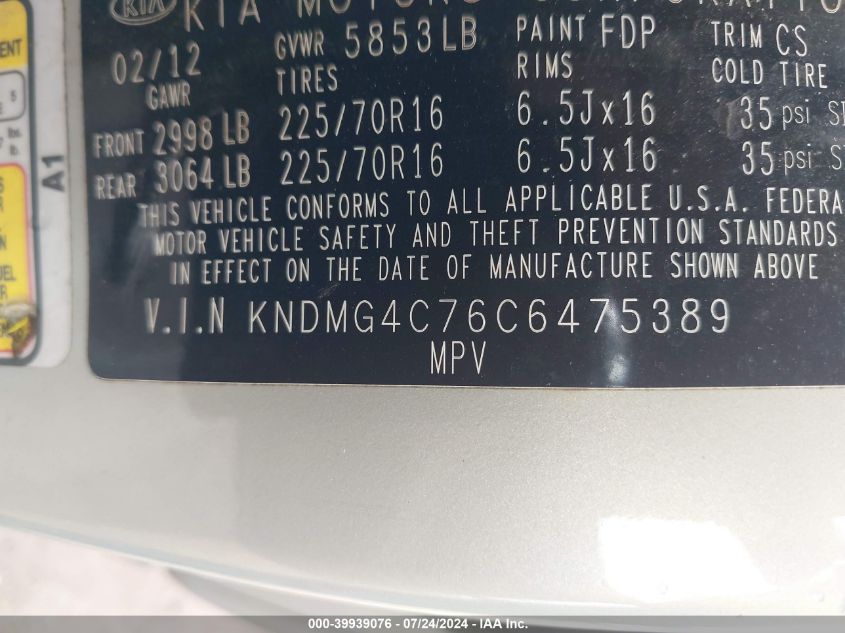 KIA KIA MOTORS CORPORATIO
02/12 GVWR 5853LB PAINT FDP TRIM CS
GAWR TIRES RIMS COLD TIRE
FRONT 2998 LB 225/70R16 6.5Jx16 35 psi
REAR 3064 LB 225/70R16 6.5Jx16 35 psi
THIS VEHICLE CONFORMS TO ALL APPLICABLE U.S.A. FEDERA
MOTOR VEHICLE SAFETY AND THEFT PREVENTION STANDARDS
IN EFFECT ON THE DATE OF MANUFACTURE SHOWN ABOVE
V.I.N KNDMG4C76C6475389
MPV
A1
000-39939076 - 07/24/2024 - IAA Inc.